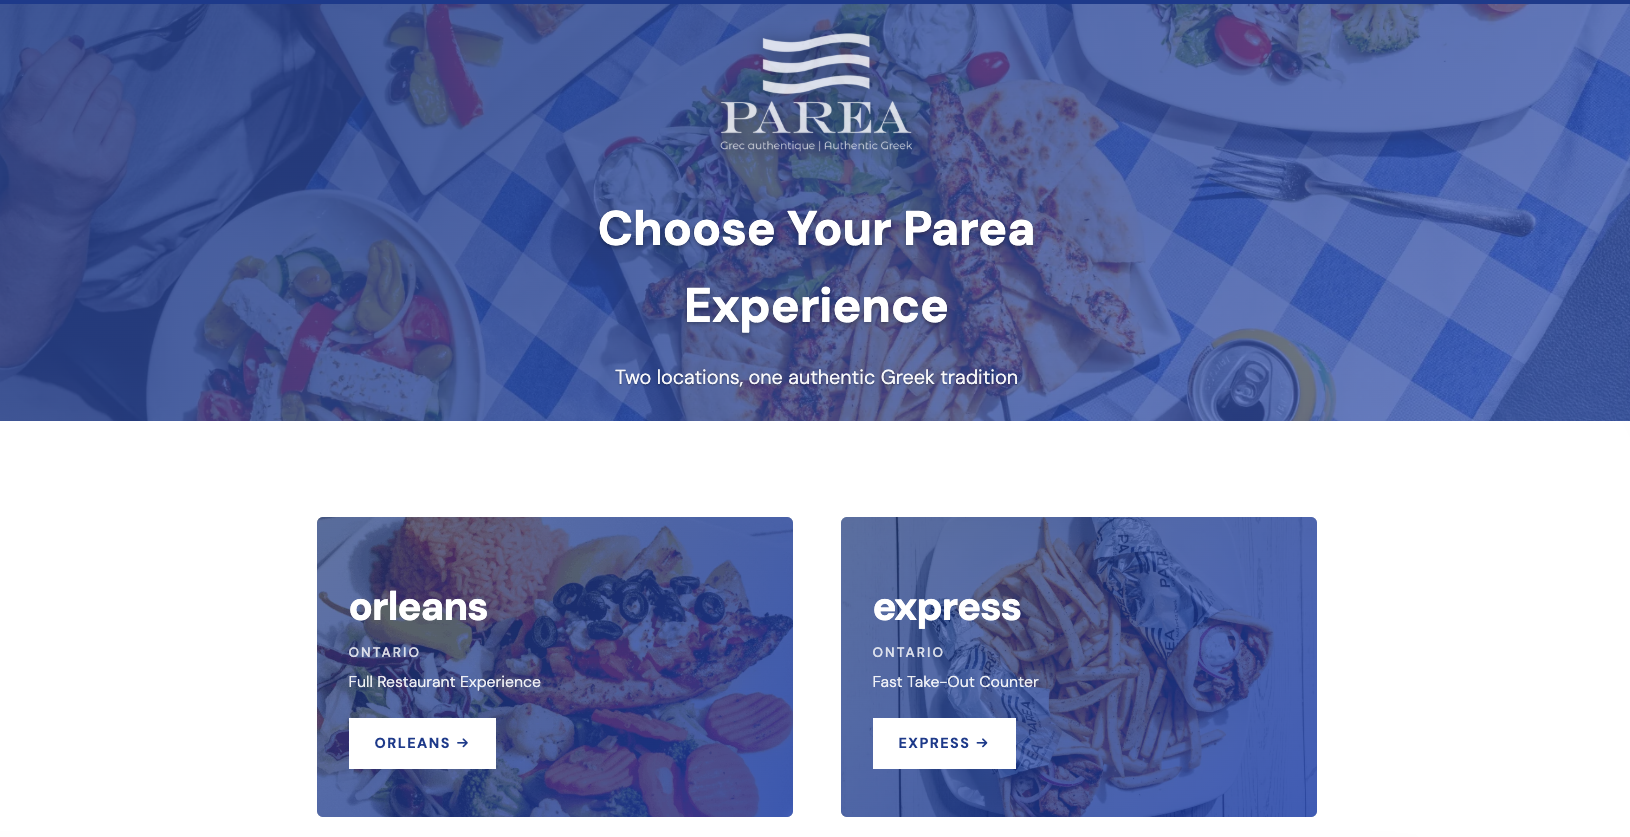 PAREA
Grec authentique | Authentic Greek
Choose Your Parea
Experience
Two locations, one authentic Greek tradition
orleans
ONTARIO
Full Restaurant Experience
ORLEANS →
express
ONTARIO
Fast Take-Out Counter
EXPRESS →